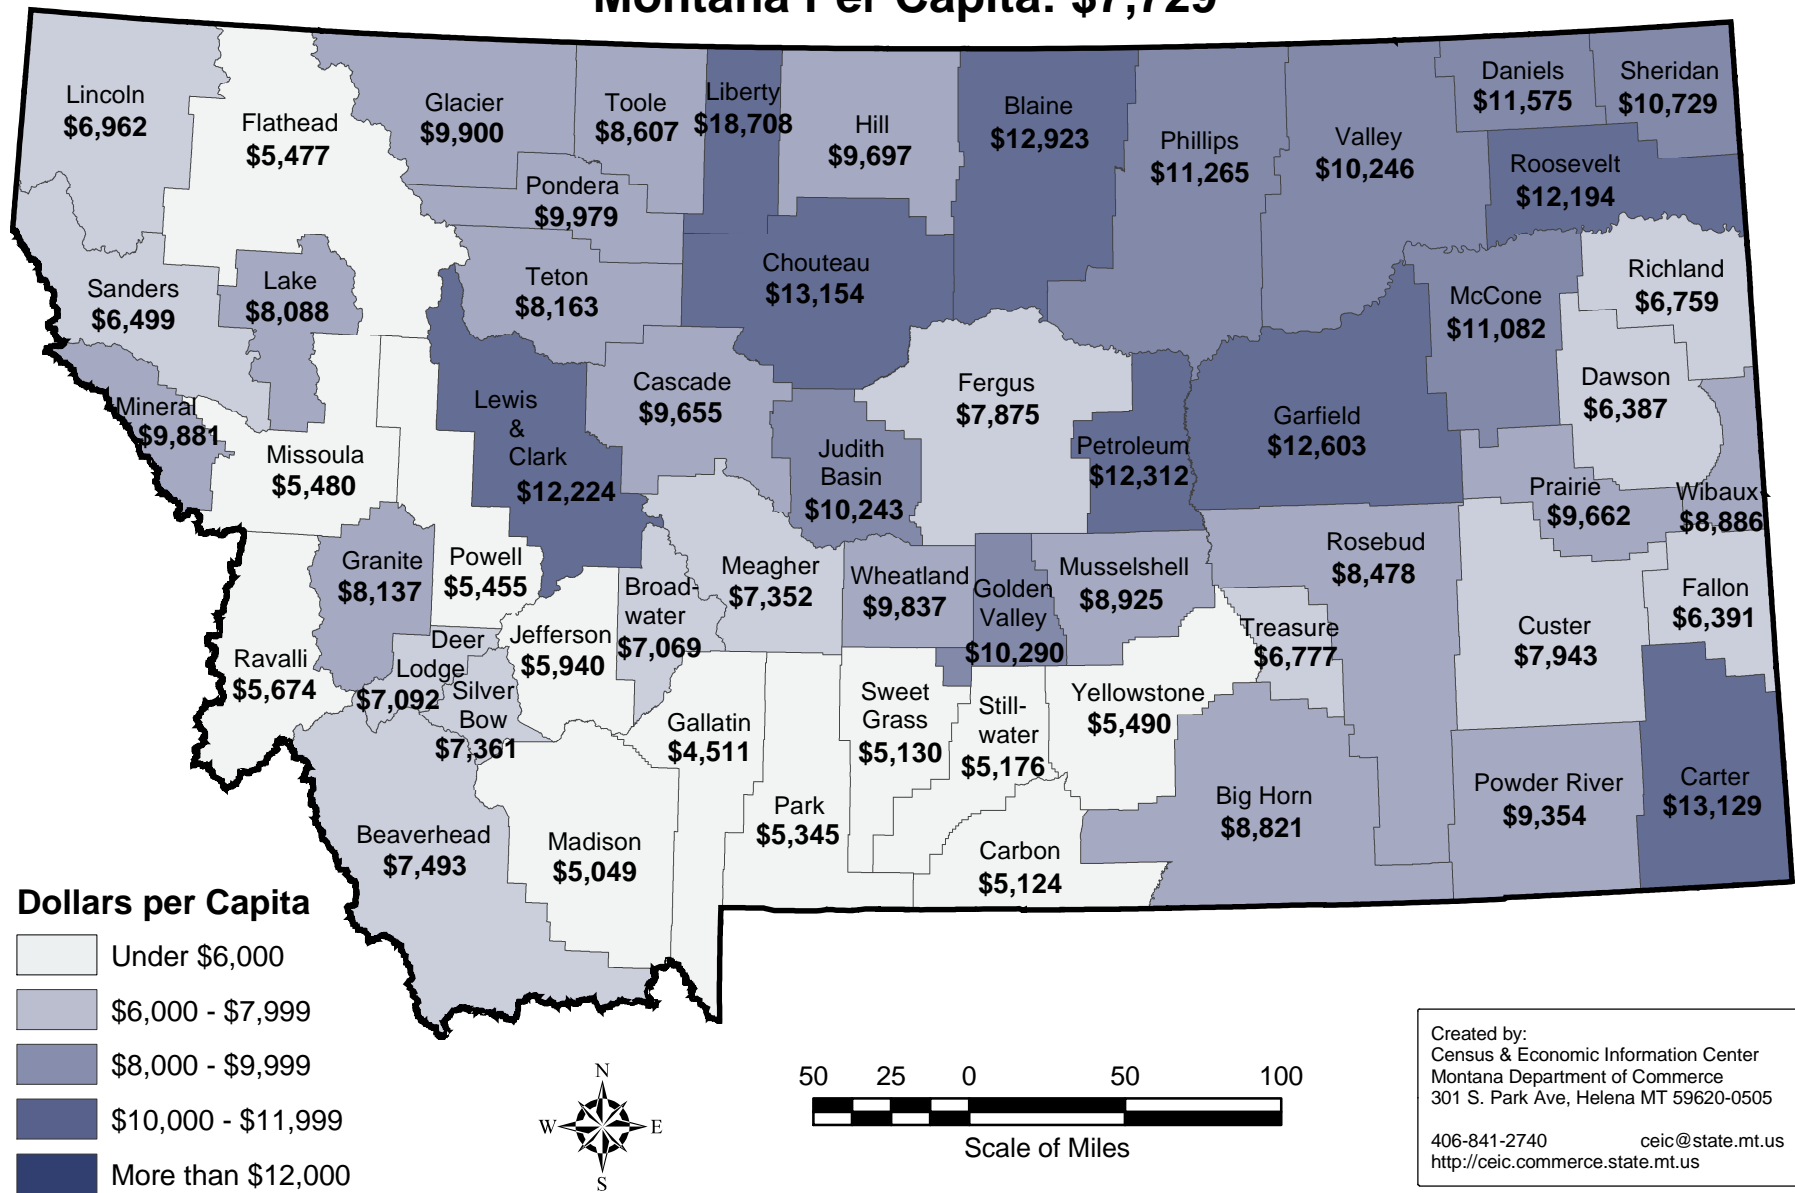 Montana Per Capita: $7,729
Lincoln
$6,962
Flathead
$5,477
Glacier
$9,900
Toole
$8,607
Liberty
$18,708
Hill
$9,697
Blaine
$12,923
Phillips
$11,265
Valley
$10,246
Daniels
$11,575
Sheridan
$10,729
Roosevelt
$12,194
Pondera
$9,979
Teton
$8,163
Chouteau
$13,154
Sanders
$6,499
Lake
$8,088
McCone
$11,082
Richland
$6,759
Dawson
$6,387
Mineral
$9,881
Missoula
$5,480
Lewis
&
Clark
$12,224
Cascade
$9,655
Judith
Basin
$10,243
Fergus
$7,875
Petroleum
$12,312
Garfield
$12,603
Prairie
$9,662
Wibaux
$8,886
Granite
$8,137
Powell
$5,455
Broad-
water
$7,069
Meagher
$7,352
Wheatland
$9,837
Golden
Valley
$10,290
Musselshell
$8,925
Rosebud
$8,478
Treasure
$6,777
Custer
$7,943
Fallon
$6,391
Ravalli
$5,674
Deer
Lodge
$7,092
Silver
Bow
$7,361
Jefferson
$5,940
Gallatin
$4,511
Park
$5,345
Sweet
Grass
$5,130
Still-
water
$5,176
Yellowstone
$5,490
Big Horn
$8,821
Powder River
$9,354
Carter
$13,129
Beaverhead
$7,493
Madison
$5,049
Carbon
$5,124
Dollars per Capita
Under $6,000
$6,000 - $7,999
$8,000 - $9,999
$10,000 - $11,999
More than $12,000
N
W E
S
50 25 0 50 100
Scale of Miles
Created by:
Census & Economic Information Center
Montana Department of Commerce
301 S. Park Ave, Helena MT 59620-0505
406-841-2740 ceic@state.mt.us
http://ceic.commerce.state.mt.us